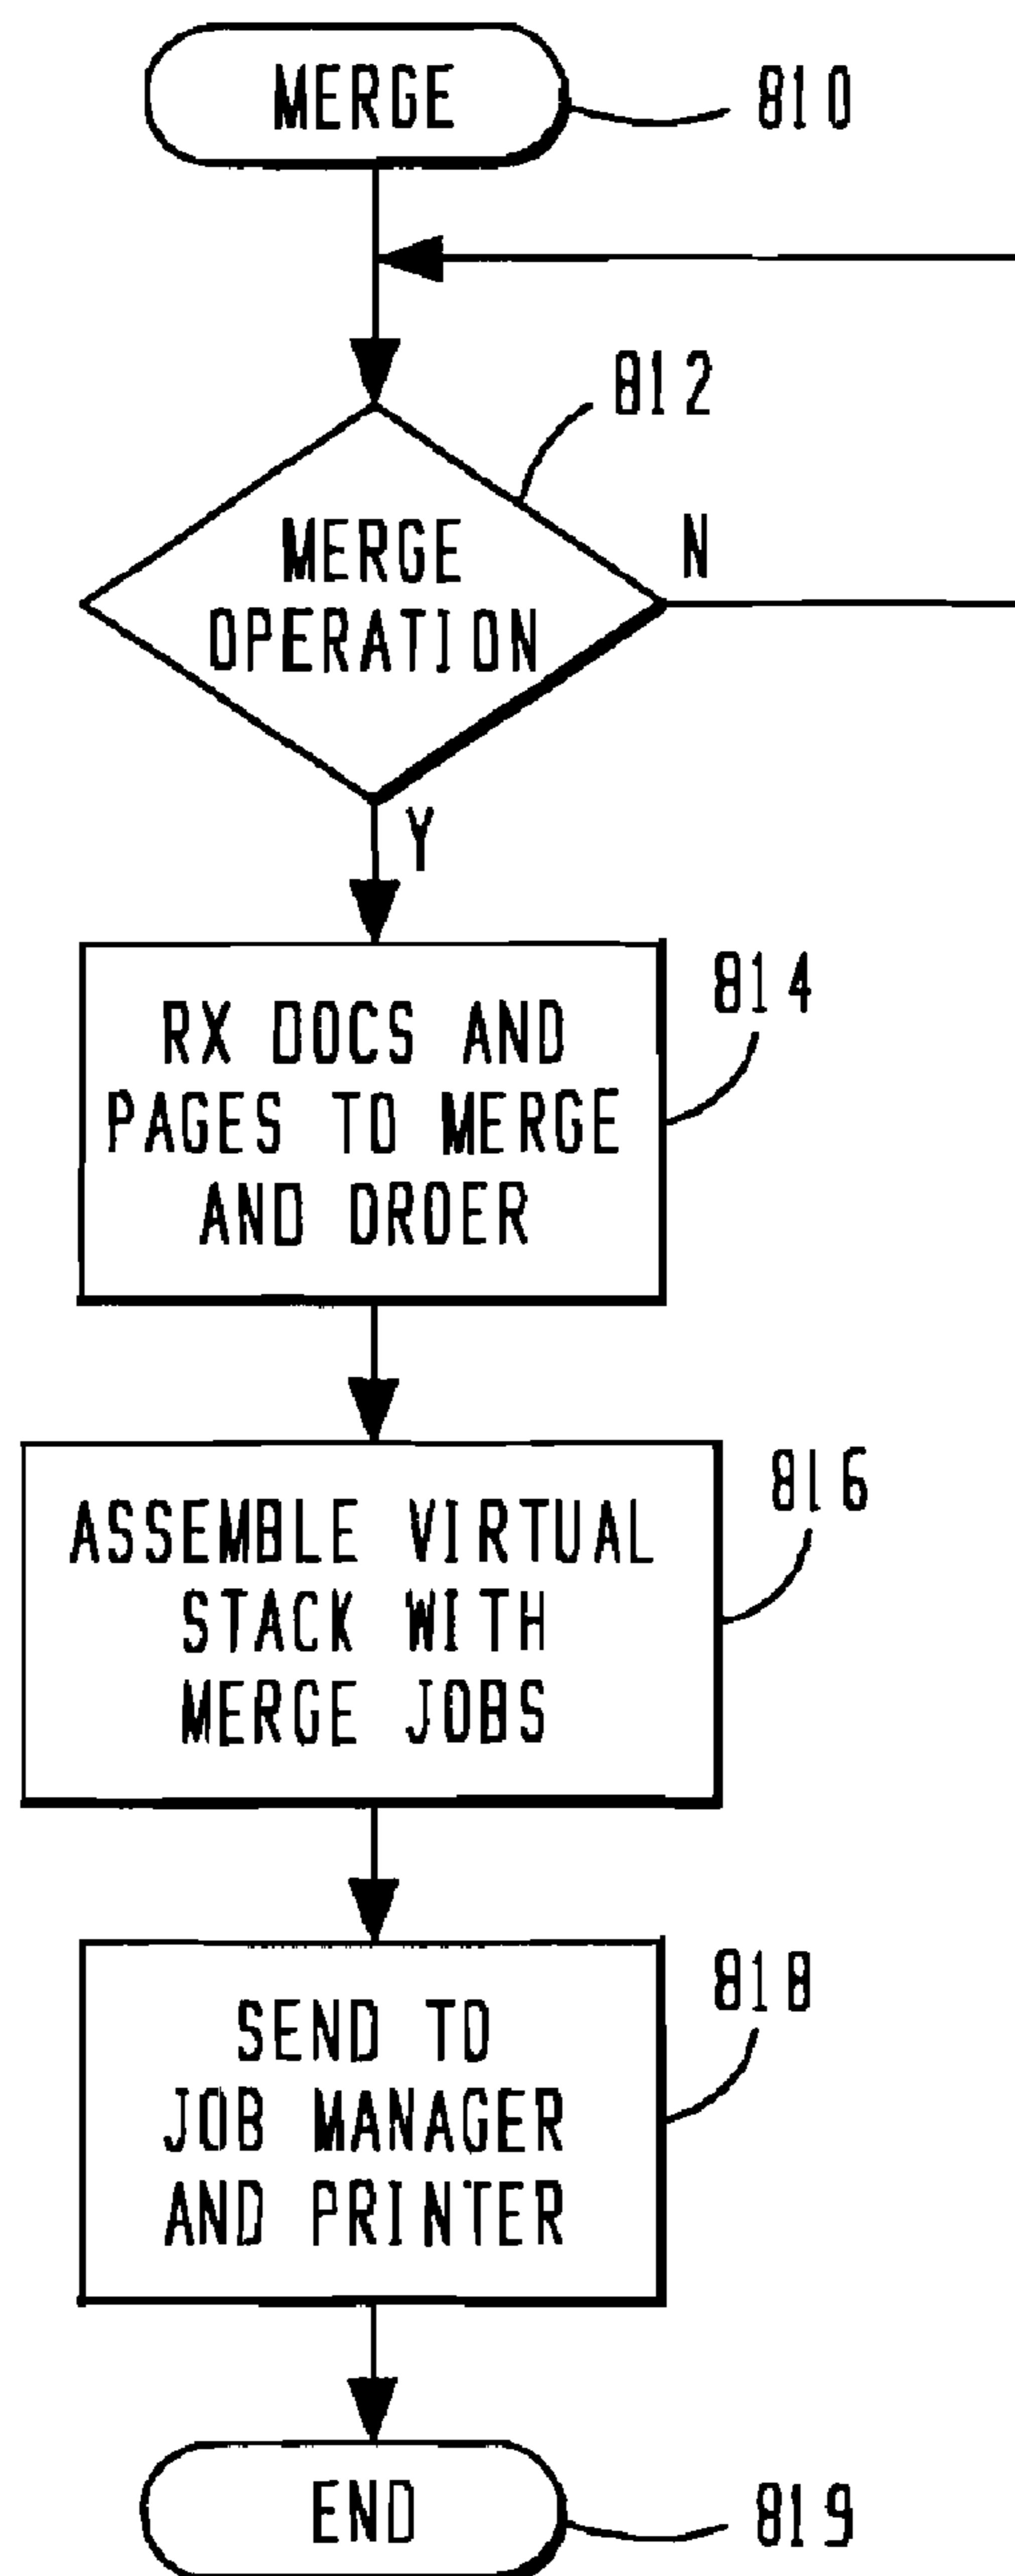 MERGE
810
812
MERGE
OPERATION
N
Y
814
RX DOCS AND
PAGES TO MERGE
AND ORDER
816
ASSEMBLE VIRTUAL
STACK WITH
MERGE JOBS
818
SEND TO
JOB MANAGER
AND PRINTER
END
819